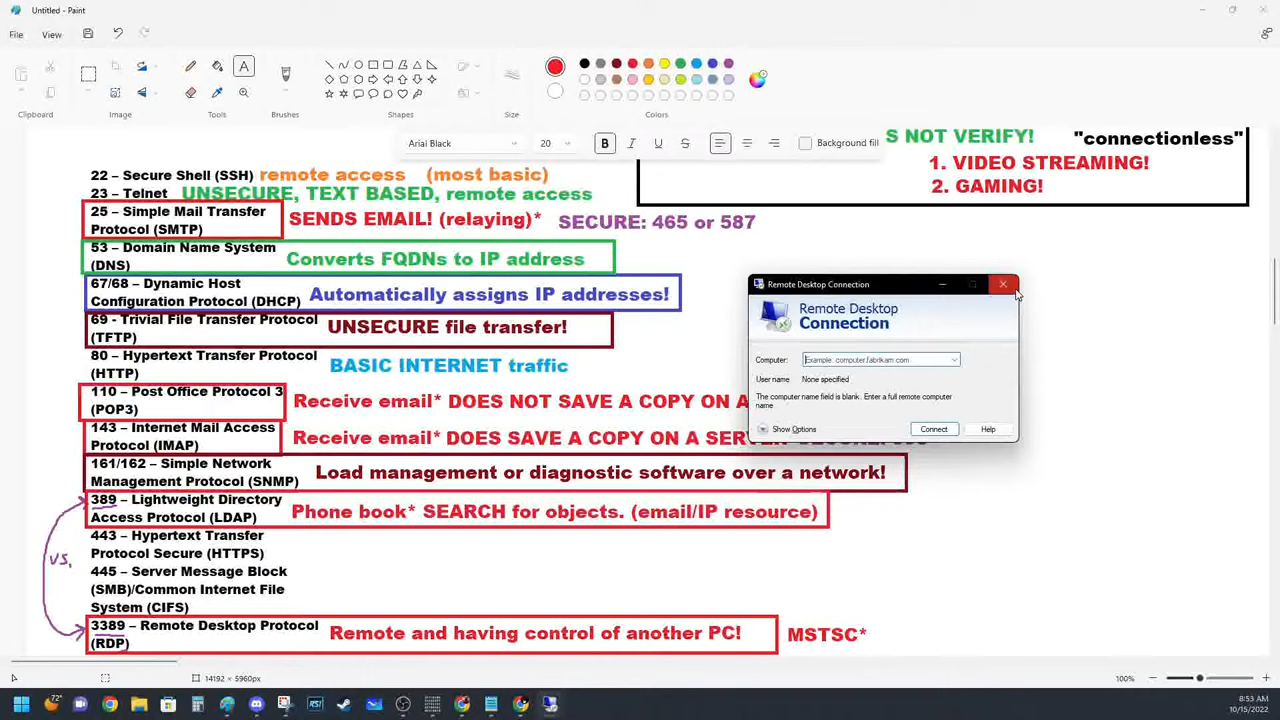 Untitled - Paint
File
View
Clipboard
Image
Tools
Brushes
Shapes
Size
Colors
Arial Black
20
B
I
U
S
Background fill
S NOT VERIFY!
"connectionless"
1. VIDEO STREAMING!
2. GAMING!
22 – Secure Shell (SSH) remote access (most basic)
23 – Telnet UNSECURE, TEXT BASED, remote access
25 – Simple Mail Transfer
Protocol (SMTP)
SENDS EMAIL! (relaying)*
SECURE: 465 or 587
53 – Domain Name System
(DNS)
Converts FQDNs to IP address
67/68 – Dynamic Host
Configuration Protocol (DHCP)
Automatically assigns IP addresses!
69 - Trivial File Transfer Protocol
(TFTP)
UNSECURE file transfer!
80 – Hypertext Transfer Protocol
(HTTP)
BASIC INTERNET traffic
110 – Post Office Protocol 3
(POP3)
Receive email* DOES NOT SAVE A COPY ON A
143 – Internet Mail Access
Protocol (IMAP)
Receive email* DOES SAVE A COPY ON A SERVER
161/162 – Simple Network
Management Protocol (SNMP)
Load management or diagnostic software over a network!
389 – Lightweight Directory
Access Protocol (LDAP)
Phone book* SEARCH for objects. (email/IP resource)
443 – Hypertext Transfer
Protocol Secure (HTTPS)
vs.
445 – Server Message Block
(SMB)/Common Internet File
System (CIFS)
3389 – Remote Desktop Protocol
(RDP)
Remote and having control of another PC!
MSTSC*
Remote Desktop Connection
Remote Desktop
Connection
Computer:
Example: computer.fabrikam.com
User name
None specified
The computer name field is blank. Enter a full remote computer
name
Show Options
Connect
Help
14192 × 5960px
100%
72°
RSI
8:53 AM
10/15/2022